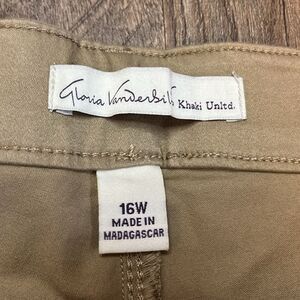 Gloria Vanderbilt Khaki Unltd.
16W
MADE IN
MADAGASCAR